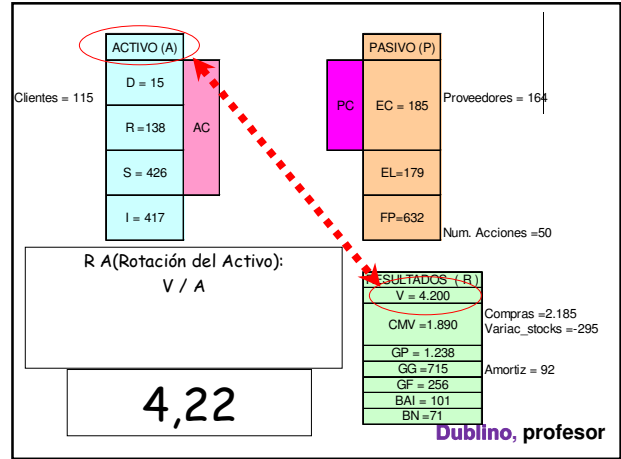 ACTIVO (A)
D = 15
Clientes = 115
R =138
AC
S = 426
I = 417
PASIVO (P)
PC
EC = 185
Proveedores = 164
EL=179
FP=632
Num. Acciones =50
R A(Rotación del Activo):
V / A
4,22
RESULTADOS ( R )
V = 4.200
CMV =1.890
Compras =2.185
Variac_stocks =-295
GP = 1.238
GG =715
Amortiz = 92
GF = 256
BAI = 101
BN =71
Dublino, profesor